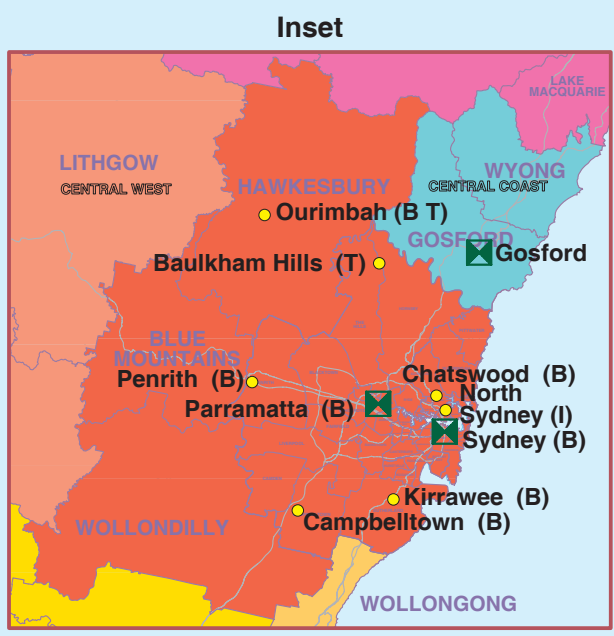 Inset
LAKE
MACQUARIE
LITHGOW
CENTRAL WEST
WYONG
HAWKESBURY
CENTRAL COAST
Ourimbah (B T)
GOSFORD
Gosford
Baulkham Hills (T)
BLUE
MOUNTAINS
Penrith (B)
Chatswood (B)
North
Sydney (I)
Parramatta (B)
Sydney (B)
Kirrawee (B)
Campbelltown (B)
WOLLONDILLY
WOLLONGONG